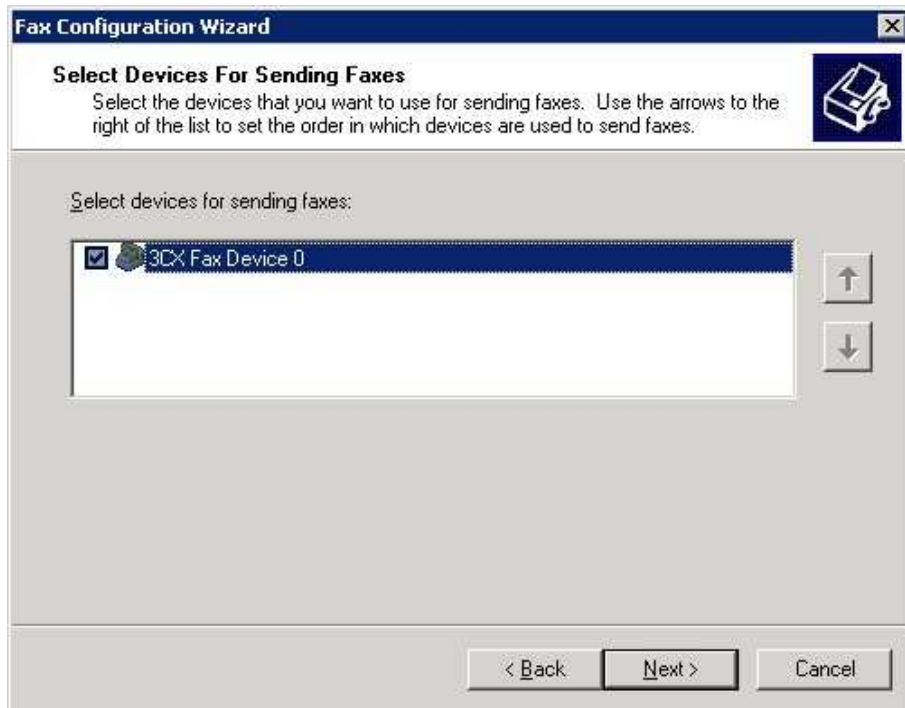 Fax Configuration Wizard
Select Devices For Sending Faxes
Select the devices that you want to use for sending faxes. Use the arrows to the
right of the list to set the order in which devices are used to send faxes.
Select devices for sending faxes:
3CX Fax Device 0
< Back
Next >
Cancel